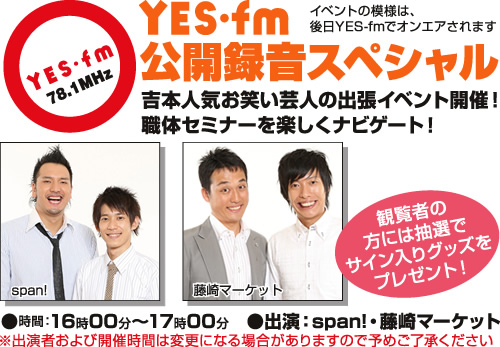 YES・fm
78.1MHz
YES・fm
イベントの模様は、
後日YES-fmでオンエアされます
公開録音スペシャル
吉本人気お笑い芸人の出張イベント開催！
職体セミナーを楽しくナビゲート！
span!
藤崎マーケット
観覧者の
方には抽選で
サイン入りグッズを
プレゼント！
●時間：16時00分～17時00分 ●出演：span!・藤崎マーケット
※出演者および開催時間は変更になる場合がありますので予めご了承ください